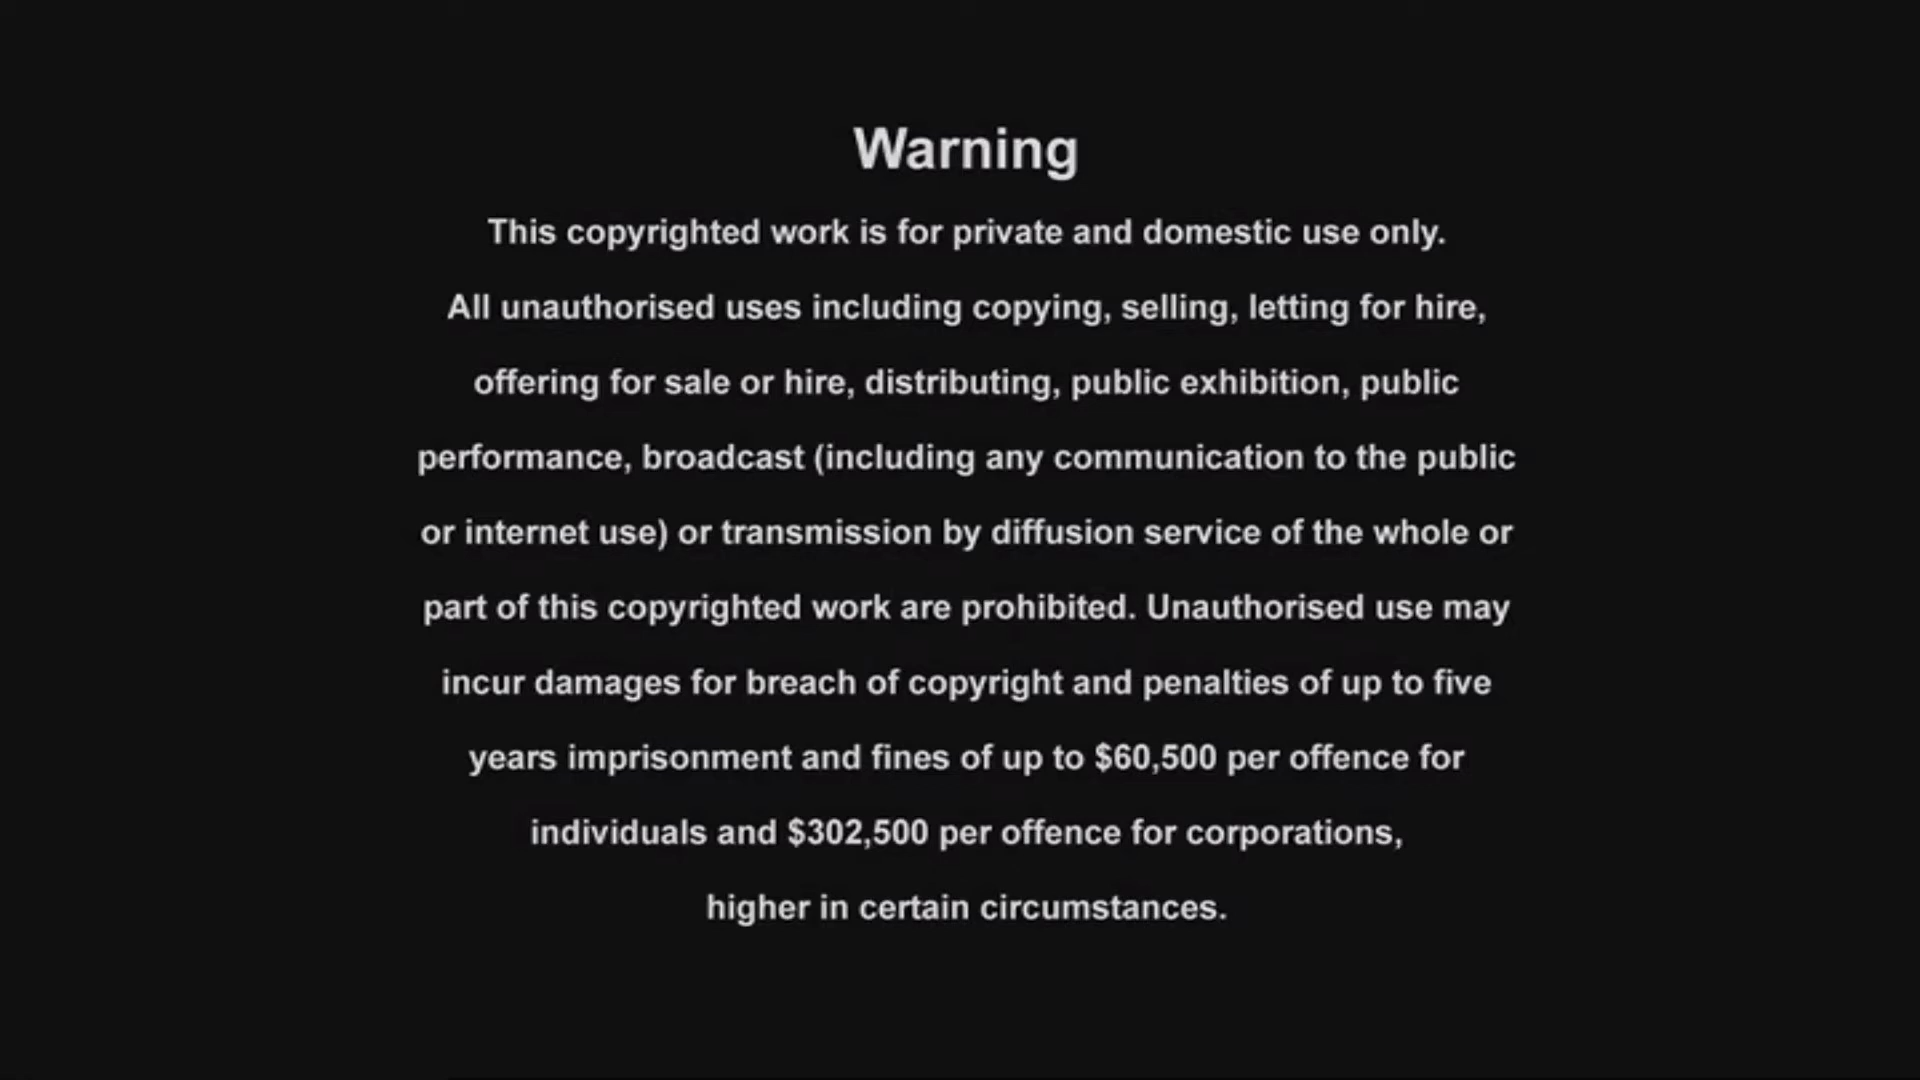 Warning
This copyrighted work is for private and domestic use only.
All unauthorised uses including copying, selling, letting for hire,
offering for sale or hire, distributing, public exhibition, public
performance, broadcast (including any communication to the public
or internet use) or transmission by diffusion service of the whole or
part of this copyrighted work are prohibited. Unauthorised use may
incur damages for breach of copyright and penalties of up to five
years imprisonment and fines of up to $60,500 per offence for
individuals and $302,500 per offence for corporations,
higher in certain circumstances.